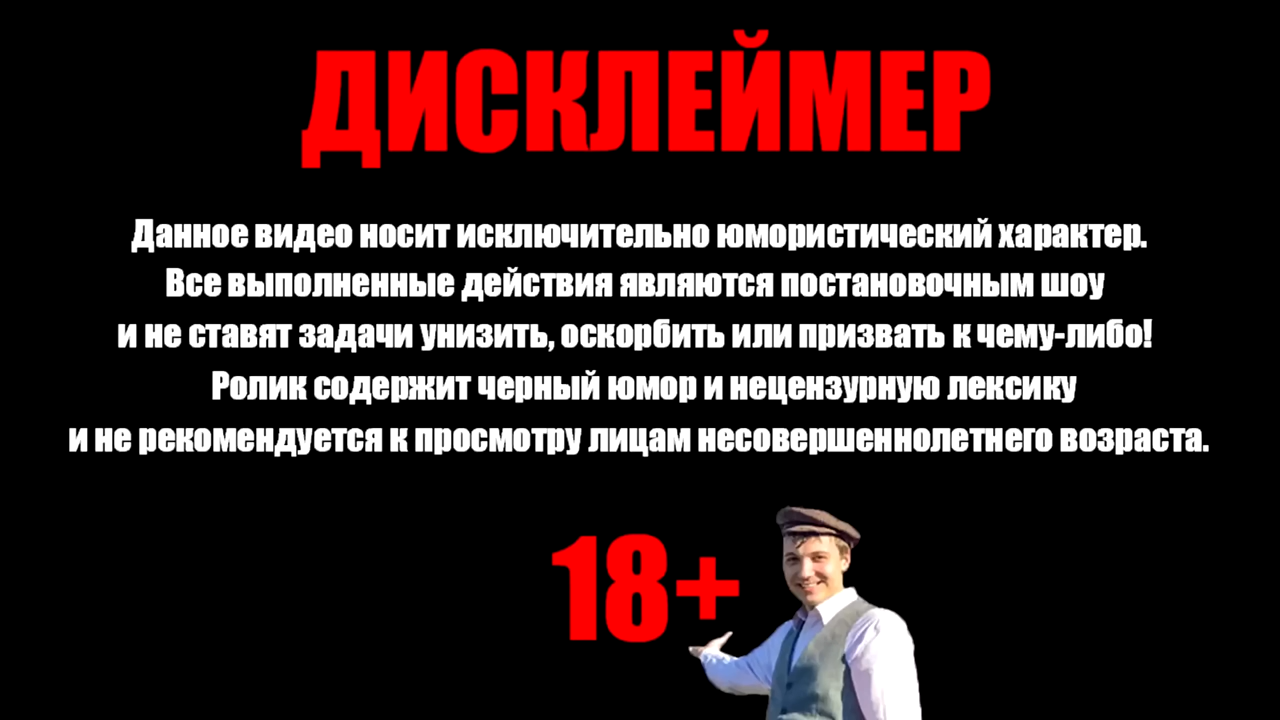 ДИСКЛЕЙМЕР
Данное видео носит исключительно юмористический характер.
Все выполненные действия являются постановочным шоу
и не ставят задачи унизить, оскорбить или призвать к чему-либо!
Ролик содержит черный юмор и нецензурную лексику
и не рекомендуется к просмотру лицам несовершеннолетнего возраста.
18+